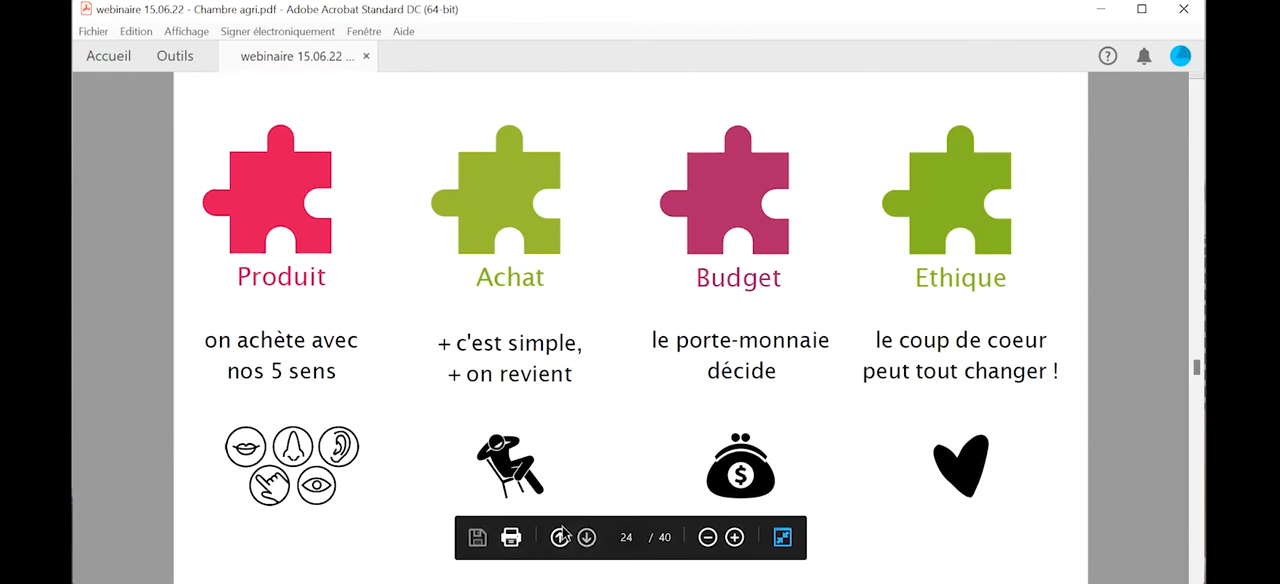 webinaire 15.06.22 - Chambre agri.pdf - Adobe Acrobat Standard DC (64-bit)
Fichier Edition Affichage Signer électroniquement Fenêtre Aide
Accueil Outils webinaire 15.06.22 ... ×
Produit
Achat
Budget
Ethique
on achète avec
nos 5 sens
+ c'est simple,
+ on revient
le porte-monnaie
décide
le coup de coeur
peut tout changer !
$
24 / 40